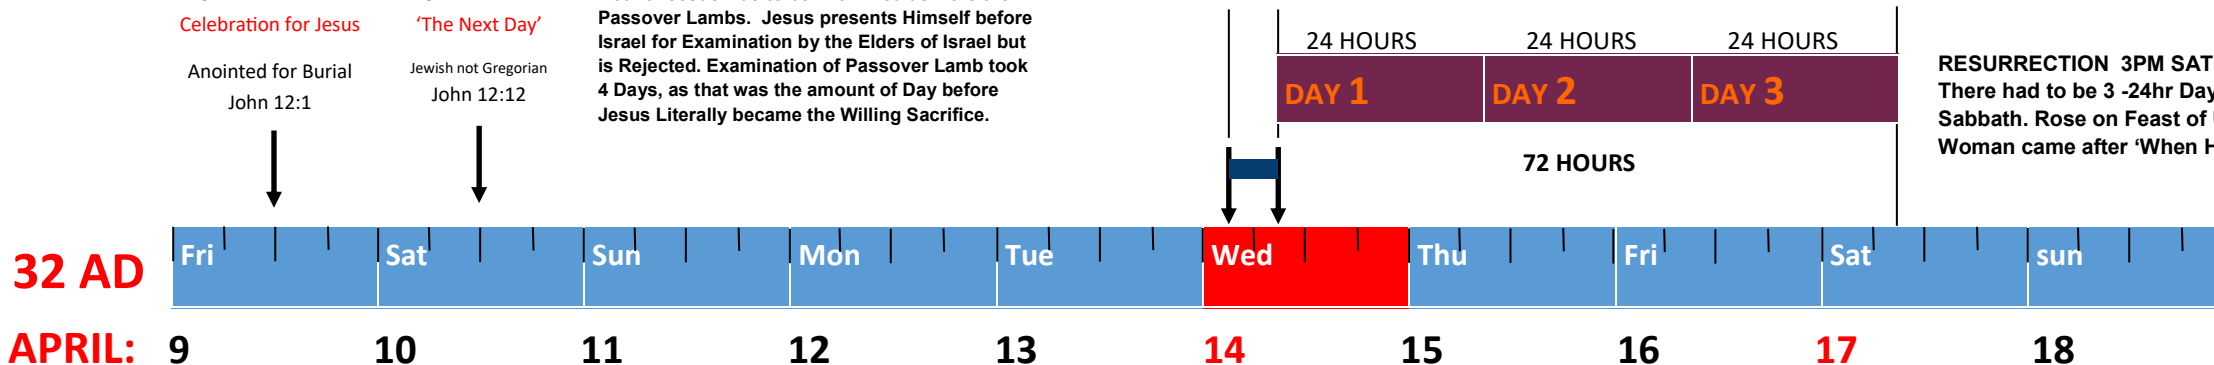 Celebration for Jesus
Anointed for Burial
John 12:1
‘The Next Day’
Jewish not Gregorian
John 12:12
Passover Lambs.  Jesus presents Himself before
Israel for Examination by the Elders of Israel but
is Rejected. Examination of Passover Lamb took
4 Days, as that was the amount of Day before
Jesus Literally became the Willing Sacrifice.
24 HOURS 24 HOURS 24 HOURS
DAY 1 DAY 2 DAY 3
72 HOURS
RESURRECTION  3PM SAT
There had to be 3 -24hr Day
Sabbath. Rose on Feast of
Woman came after ‘When H
32 AD Fri Sat Sun Mon Tue Wed Thu Fri Sat sun
APRIL: 9 10 11 12 13 14 15 16 17 18